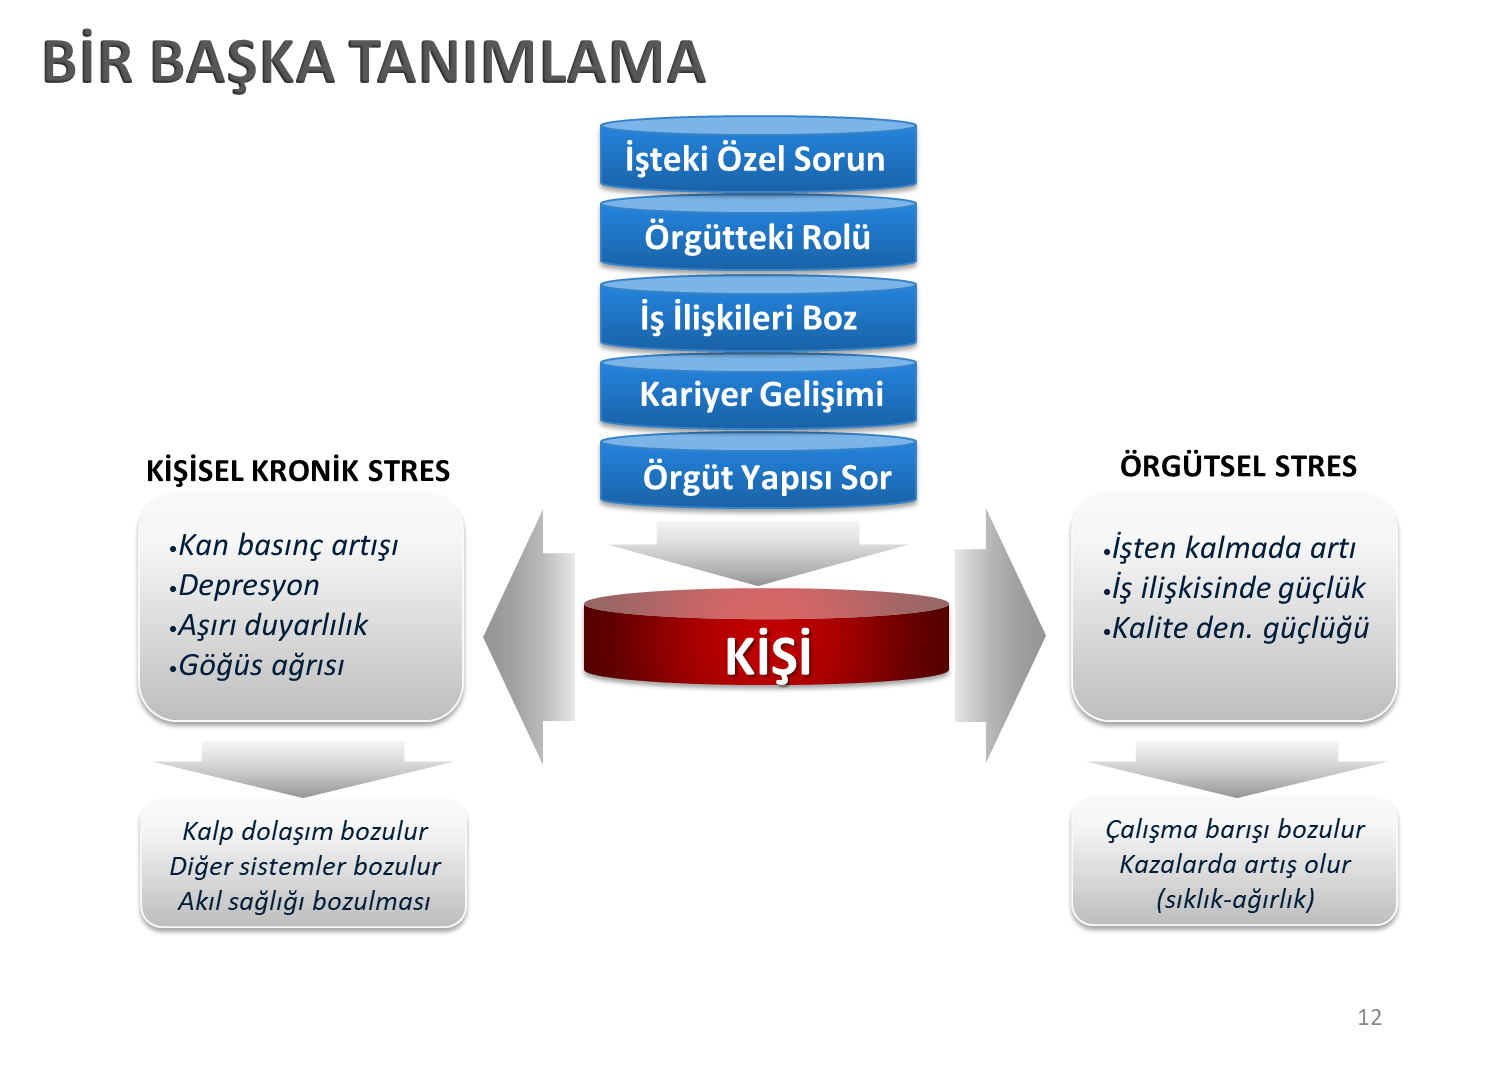 BİR BAŞKA TANIMLAMA
İşteki Özel Sorun
Örgütteki Rolü
İş İlişkileri Boz
Kariyer Gelişimi
Örgüt Yapısı Sor
KİŞİ
KİŞİSEL KRONİK STRES
•Kan basınç artışı
•Depresyon
•Aşırı duyarlılık
•Göğüs ağrısı
Kalp dolaşım bozulur
Diğer sistemler bozulur
Akıl sağlığı bozulması
ÖRGÜTSEL STRES
•İşten kalmada artı
•İş ilişkisinde güçlük
•Kalite den. güçlüğü
Çalışma barışı bozulur
Kazalarda artış olur
(sıklık-ağırlık)
12